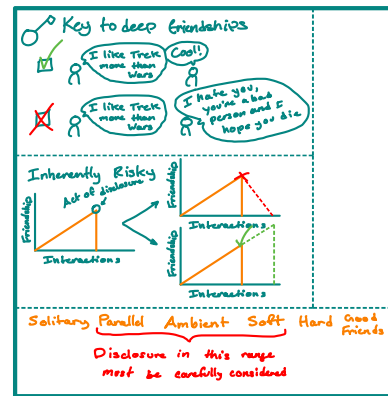 Key to deep friendships
I like Trek
more than
Wars
Cool!
I like Trek
more than
Wars
I hate you,
you're a bad
person and I
hope you die
Inherently Risky
Act of disclosure
Friendship
Interactions
Friendship
Interactions
Friendship
Interactions
Solitary Parallel Ambient Soft Hard Good
Friends
Disclosure in this range
must be carefully considered